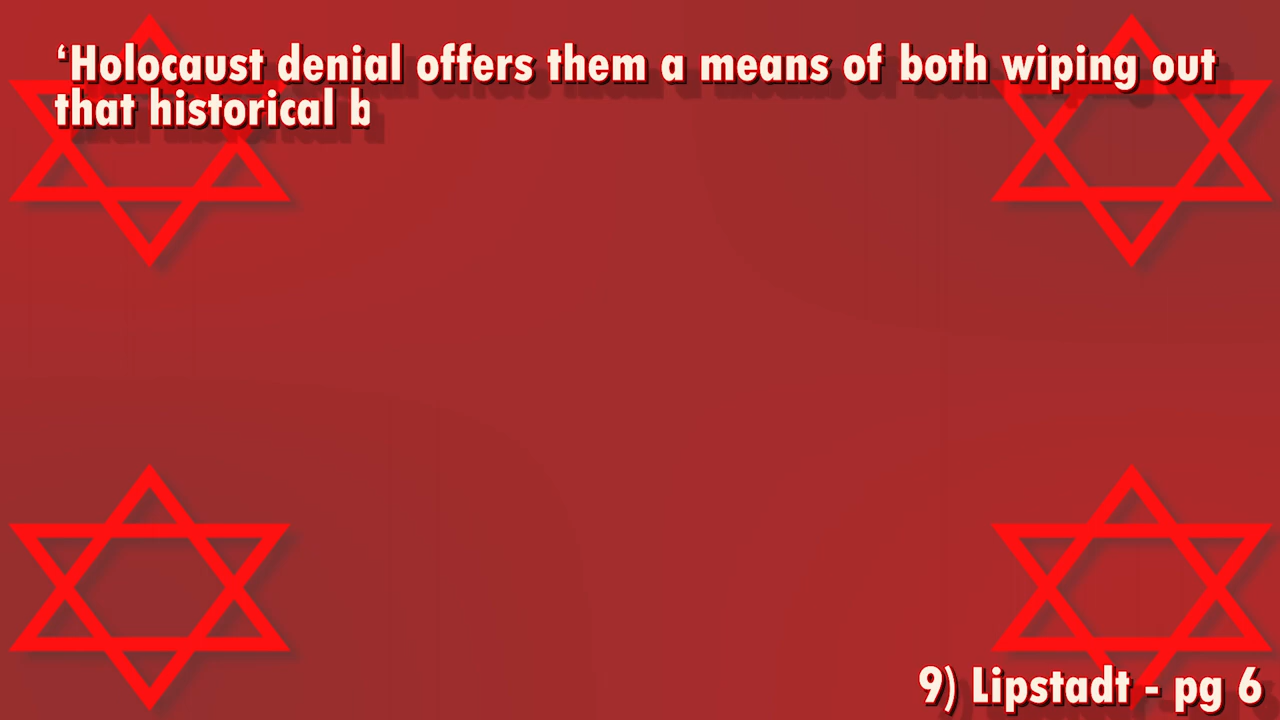 ‘Holocaust denial offers them a means of both wiping out
that historical b
9) Lipstadt - pg 6